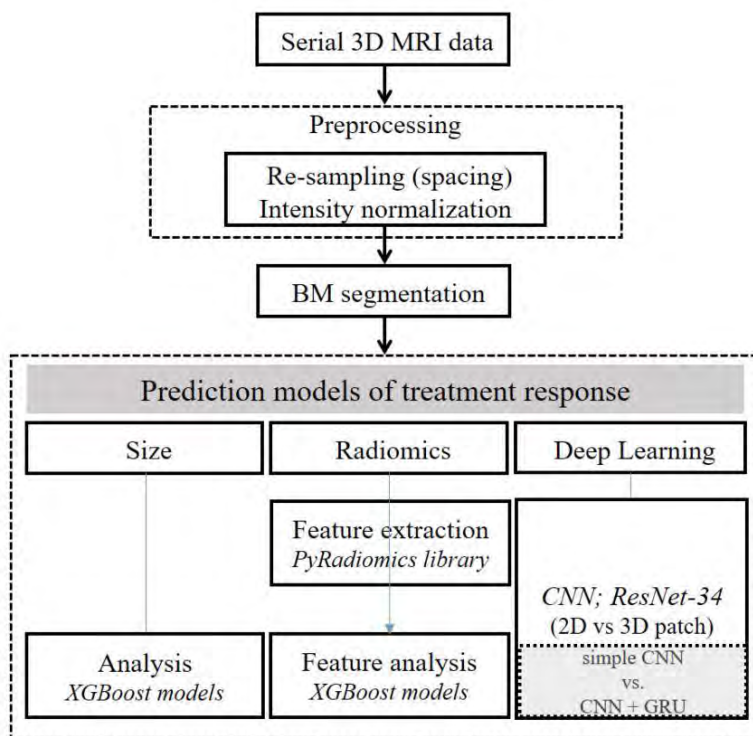 Serial 3D MRI data
Preprocessing
Re-sampling (spacing)
Intensity normalization
BM segmentation
Prediction models of treatment response
Size
Radiomics
Deep Learning
Feature extraction
PyRadiomics library
CNN; ResNet-34
(2D vs 3D patch)
simple CNN
vs.
CNN + GRU
Analysis
XGBoost models
Feature analysis
XGBoost models